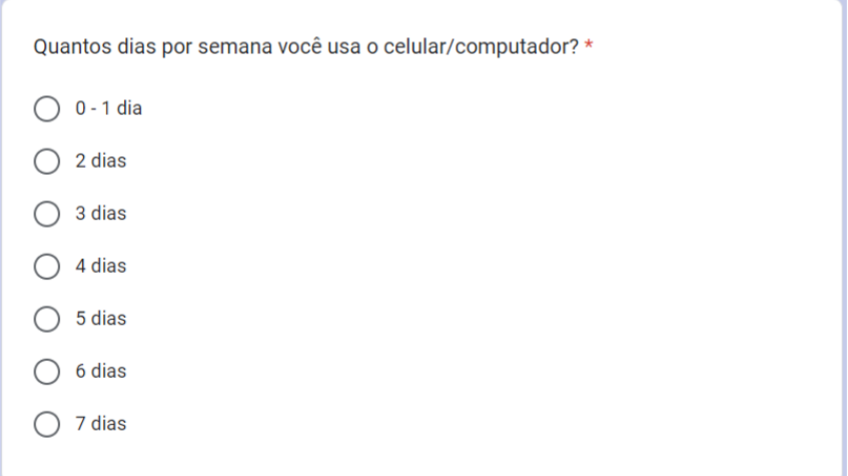 Quantos dias por semana você usa o celular/computador? *
0 - 1 dia
2 dias
3 dias
4 dias
5 dias
6 dias
7 dias